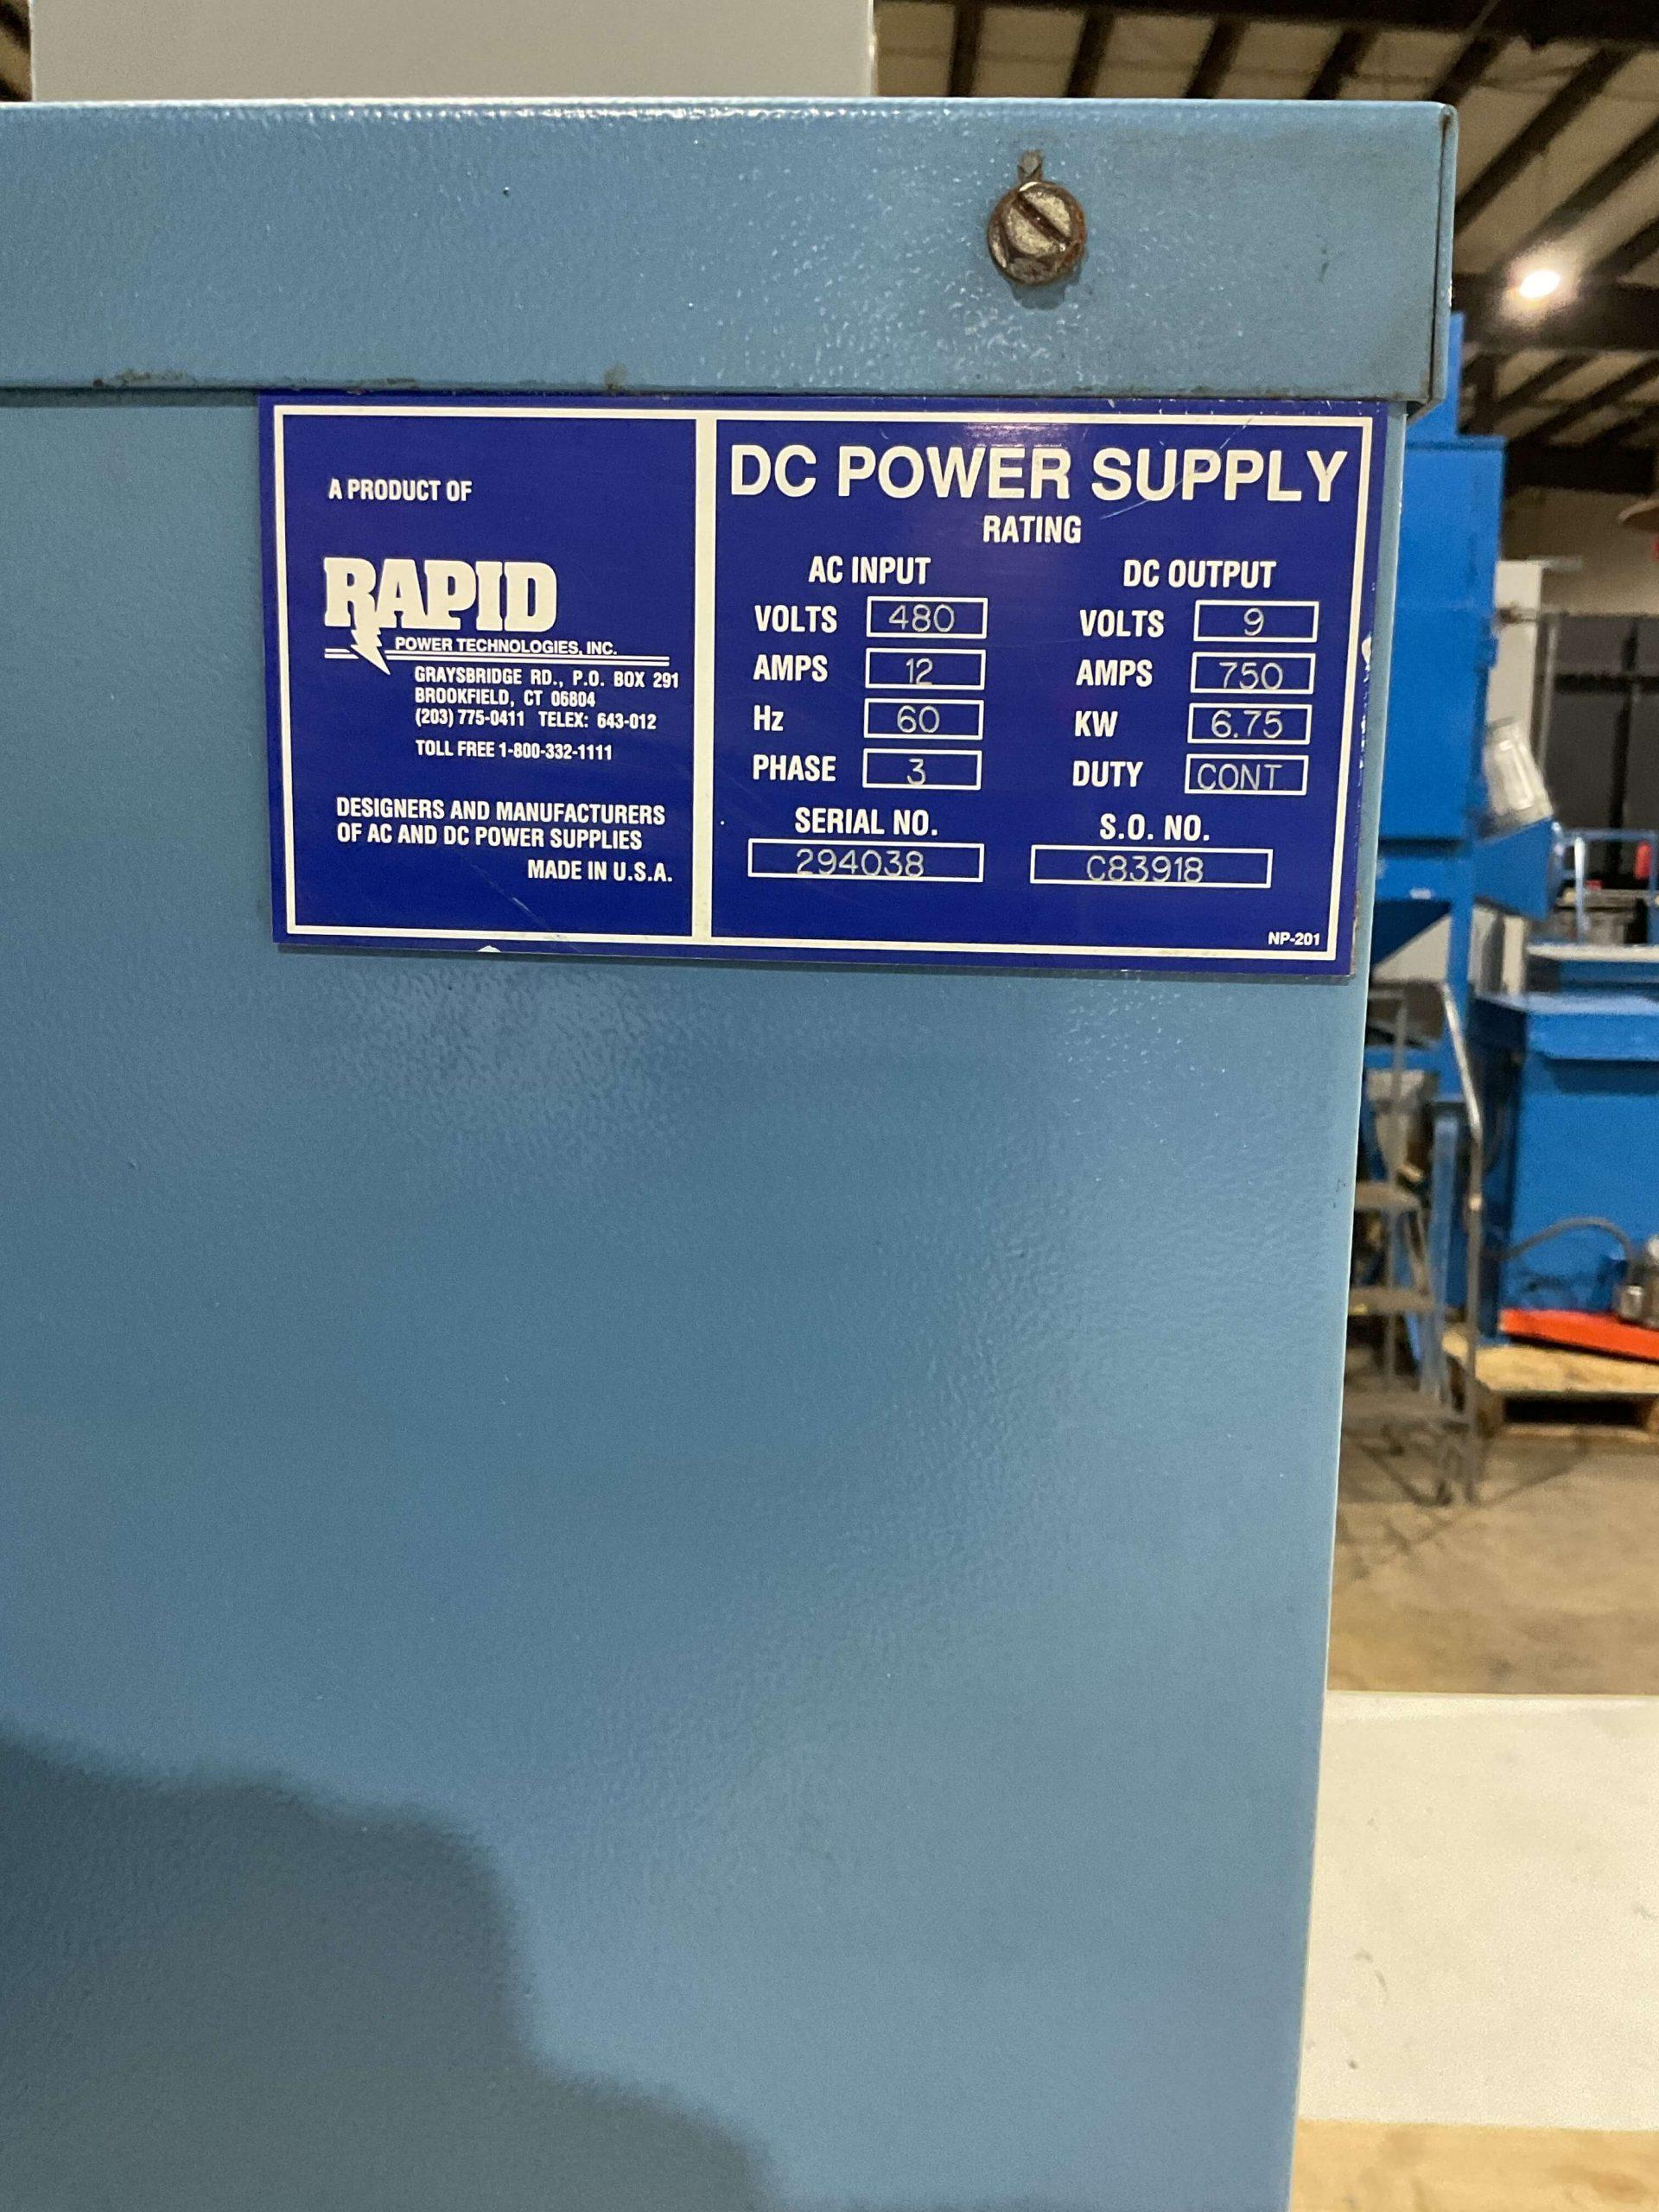 A PRODUCT OF
RAPID
POWER TECHNOLOGIES, INC.
GRAYSBRIDGE RD., P.O. BOX 291
BROOKFIELD, CT 06804
(203) 775-0411 TELEX: 643-012
TOLL FREE 1-800-332-1111
DESIGNERS AND MANUFACTURERS
OF AC AND DC POWER SUPPLIES
MADE IN U.S.A.
DC POWER SUPPLY
RATING
AC INPUT DC OUTPUT
VOLTS 480 VOLTS 9
AMPS 12 AMPS 750
Hz 60 KW 6.75
PHASE 3 DUTY CONT
SERIAL NO. S.O. NO.
294038 C83918
NP-201